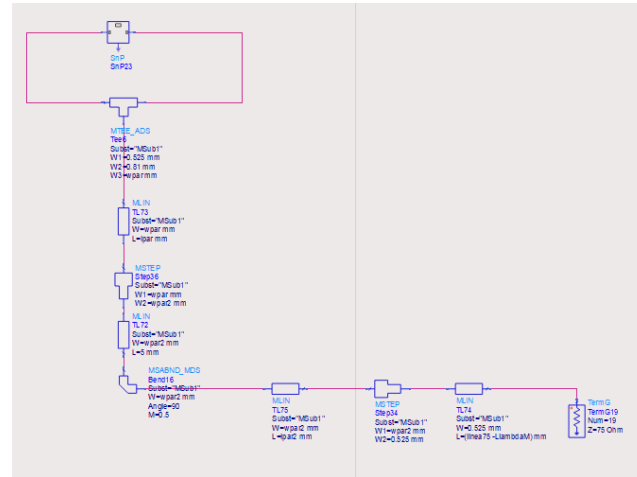 SnP
SnP23
MTEE_ADS
Tee6
Subst="MSub1"
W1=0.525 mm
W2=0.81 mm
W3=wpar mm
MLIN
TL73
Subst="MSub1"
W=wpar mm
L=lpar mm
MSTEP
Step36
Subst="MSub1"
W1=wpar mm
W2=wpar2 mm
MLIN
TL72
Subst="MSub1"
W=wpar2 mm
L=5 mm
MSABND_MDS
Bend16
Subst="MSub1"
W=wpar2 mm
Angle=90
M=0.5
MLIN
TL75
Subst="MSub1"
W=wpar2 mm
L=lpar2 mm
MSTEP
Step34
Subst="MSub1"
W1=wpar2 mm
W2=0.525 mm
MLIN
TL74
Subst="MSub1"
W=0.525 mm
L=(linea75 -LlambdaM) mm
TermG
TermG19
Num=19
Z=75 Ohm